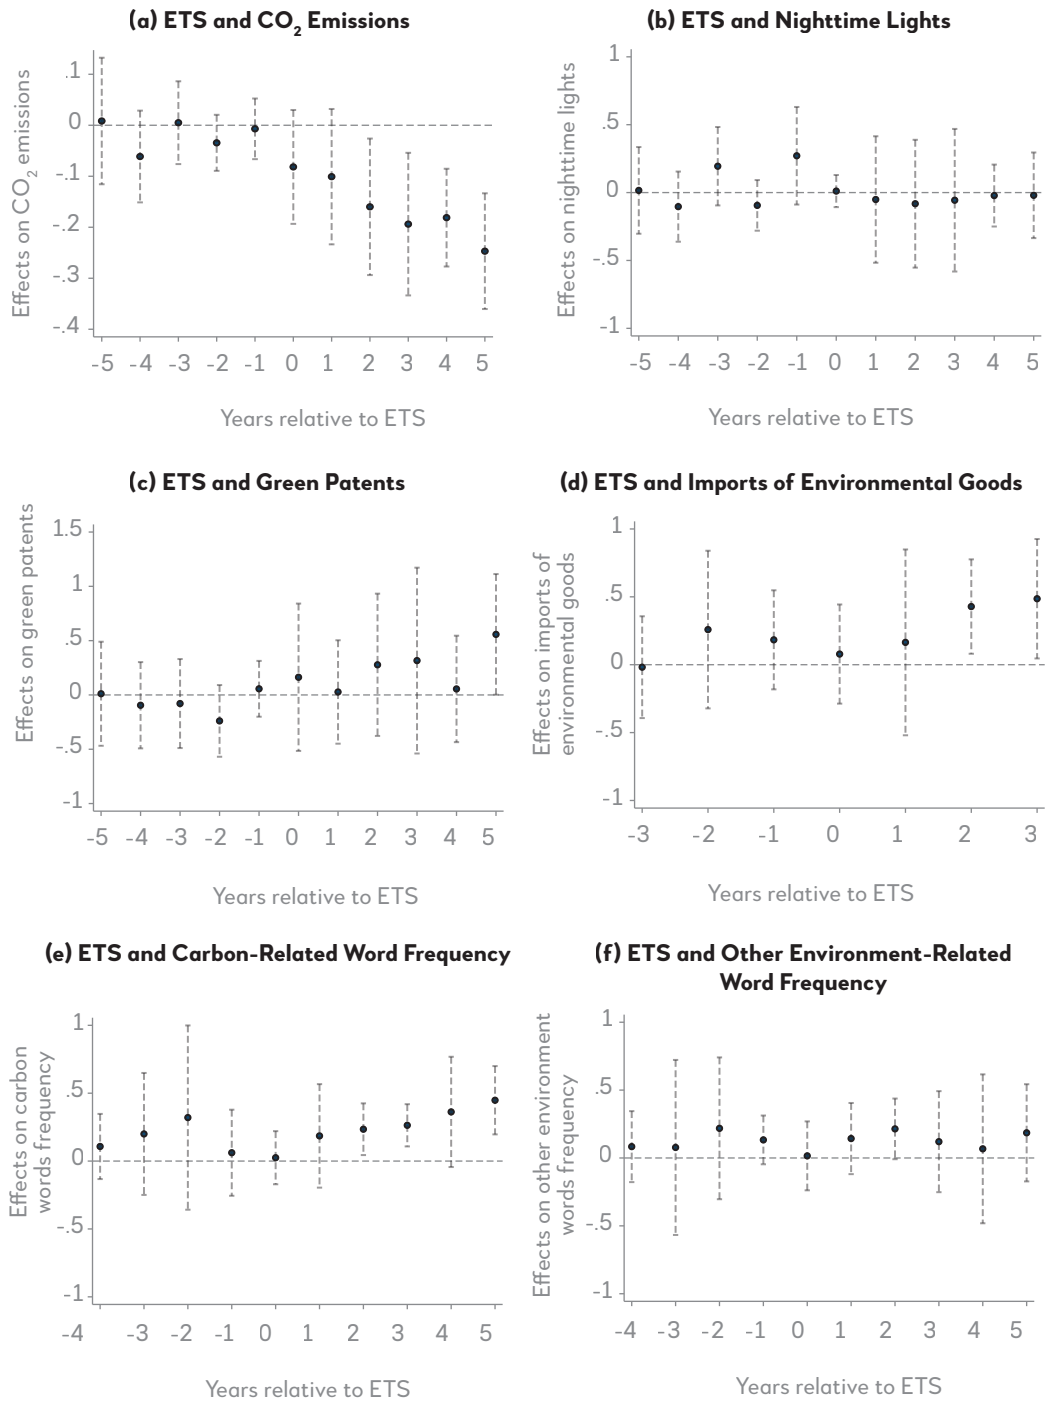 (a) ETS and CO2 Emissions
Effects on CO2 emissions
.1
0
-.1
-.2
-.3
-.4
-5 -4 -3 -2 -1 0 1 2 3 4 5
Years relative to ETS
(b) ETS and Nighttime Lights
Effects on nighttime lights
1
.5
0
-.5
-1
-5 -4 -3 -2 -1 0 1 2 3 4 5
Years relative to ETS
(c) ETS and Green Patents
Effects on green patents
1.5
1
.5
0
-.5
-1
-5 -4 -3 -2 -1 0 1 2 3 4 5
Years relative to ETS
(d) ETS and Imports of Environmental Goods
Effects on imports of
environmental goods
1
.5
0
-.5
-1
-3 -2 -1 0 1 2 3
Years relative to ETS
(e) ETS and Carbon-Related Word Frequency
Effects on carbon
words frequency
1
.5
0
-.5
-1
-4 -3 -2 -1 0 1 2 3 4 5
Years relative to ETS
(f) ETS and Other Environment-Related
Word Frequency
Effects on other environment
words frequency
1
.5
0
-.5
-1
-4 -3 -2 -1 0 1 2 3 4 5
Years relative to ETS